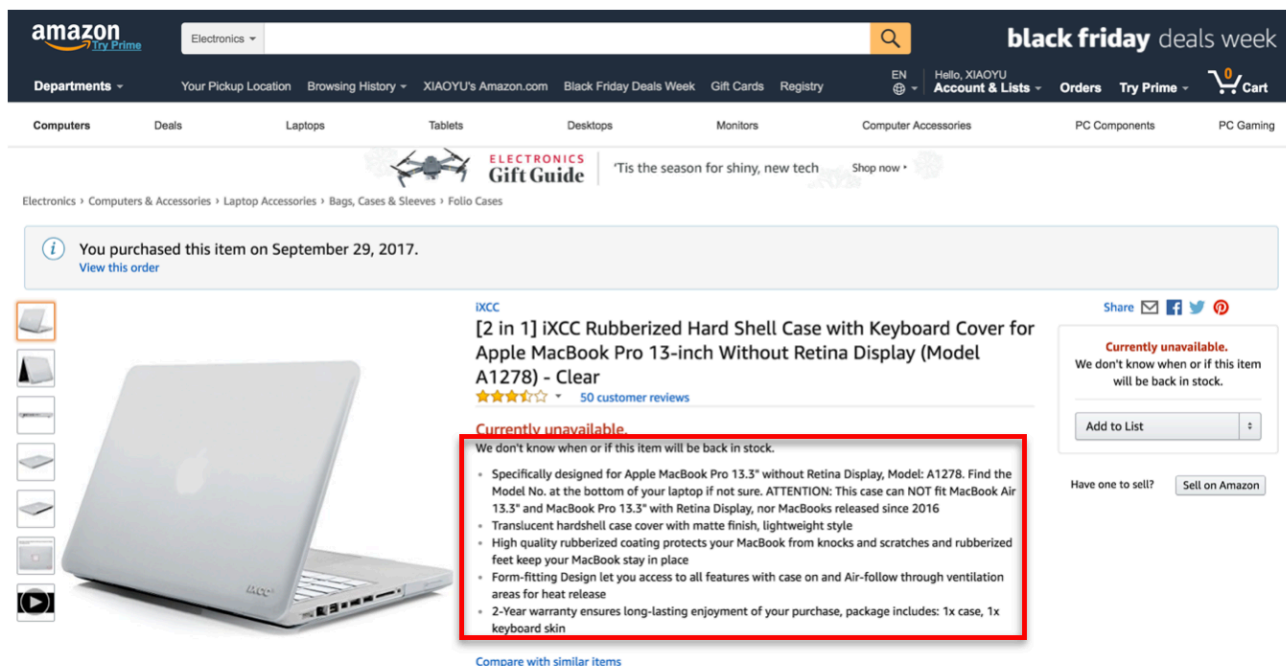 amazon
Try Prime
Electronics
black friday deals week
Departments
Your Pickup Location
Browsing History
XIAOYU's Amazon.com
Black Friday Deals Week
Gift Cards
Registry
EN
Hello, XIAOYU
Account & Lists
Orders
Try Prime
0
Cart
Computers
Deals
Laptops
Tablets
Desktops
Monitors
Computer Accessories
PC Components
PC Gaming
ELECTRONICS
Gift Guide
'Tis the season for shiny, new tech
Shop now
Electronics › Computers & Accessories › Laptop Accessories › Bags, Cases & Sleeves › Folio Cases
i
You purchased this item on September 29, 2017.
View this order
iXCC
[2 in 1] iXCC Rubberized Hard Shell Case with Keyboard Cover for
Apple MacBook Pro 13-inch Without Retina Display (Model
A1278) - Clear
50 customer reviews
Currently unavailable.
We don't know when or if this item will be back in stock.
Specifically designed for Apple MacBook Pro 13.3" without Retina Display, Model: A1278. Find the
Model No. at the bottom of your laptop if not sure. ATTENTION: This case can NOT fit MacBook Air
13.3" and MacBook Pro 13.3" with Retina Display, nor MacBooks released since 2016
Translucent hardshell case cover with matte finish, lightweight style
High quality rubberized coating protects your MacBook from knocks and scratches and rubberized
feet keep your MacBook stay in place
Form-fitting Design let you access to all features with case on and Air-follow through ventilation
areas for heat release
2-Year warranty ensures long-lasting enjoyment of your purchase, package includes: 1x case, 1x
keyboard skin
Compare with similar items
Share
Currently unavailable.
We don't know when or if this item
will be back in stock.
Add to List
Have one to sell?
Sell on Amazon
iXCC